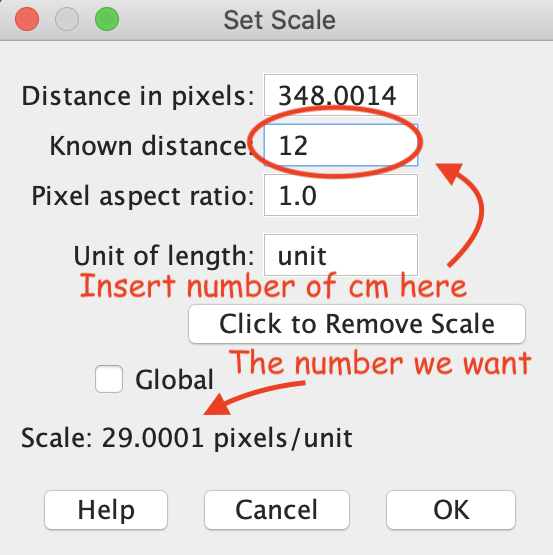 Set Scale
Distance in pixels: 348.0014
Known distance: 12
Pixel aspect ratio: 1.0
Unit of length: unit
Insert number of cm here
Click to Remove Scale
The number we want
Global
Scale: 29.0001 pixels/unit
Help Cancel OK